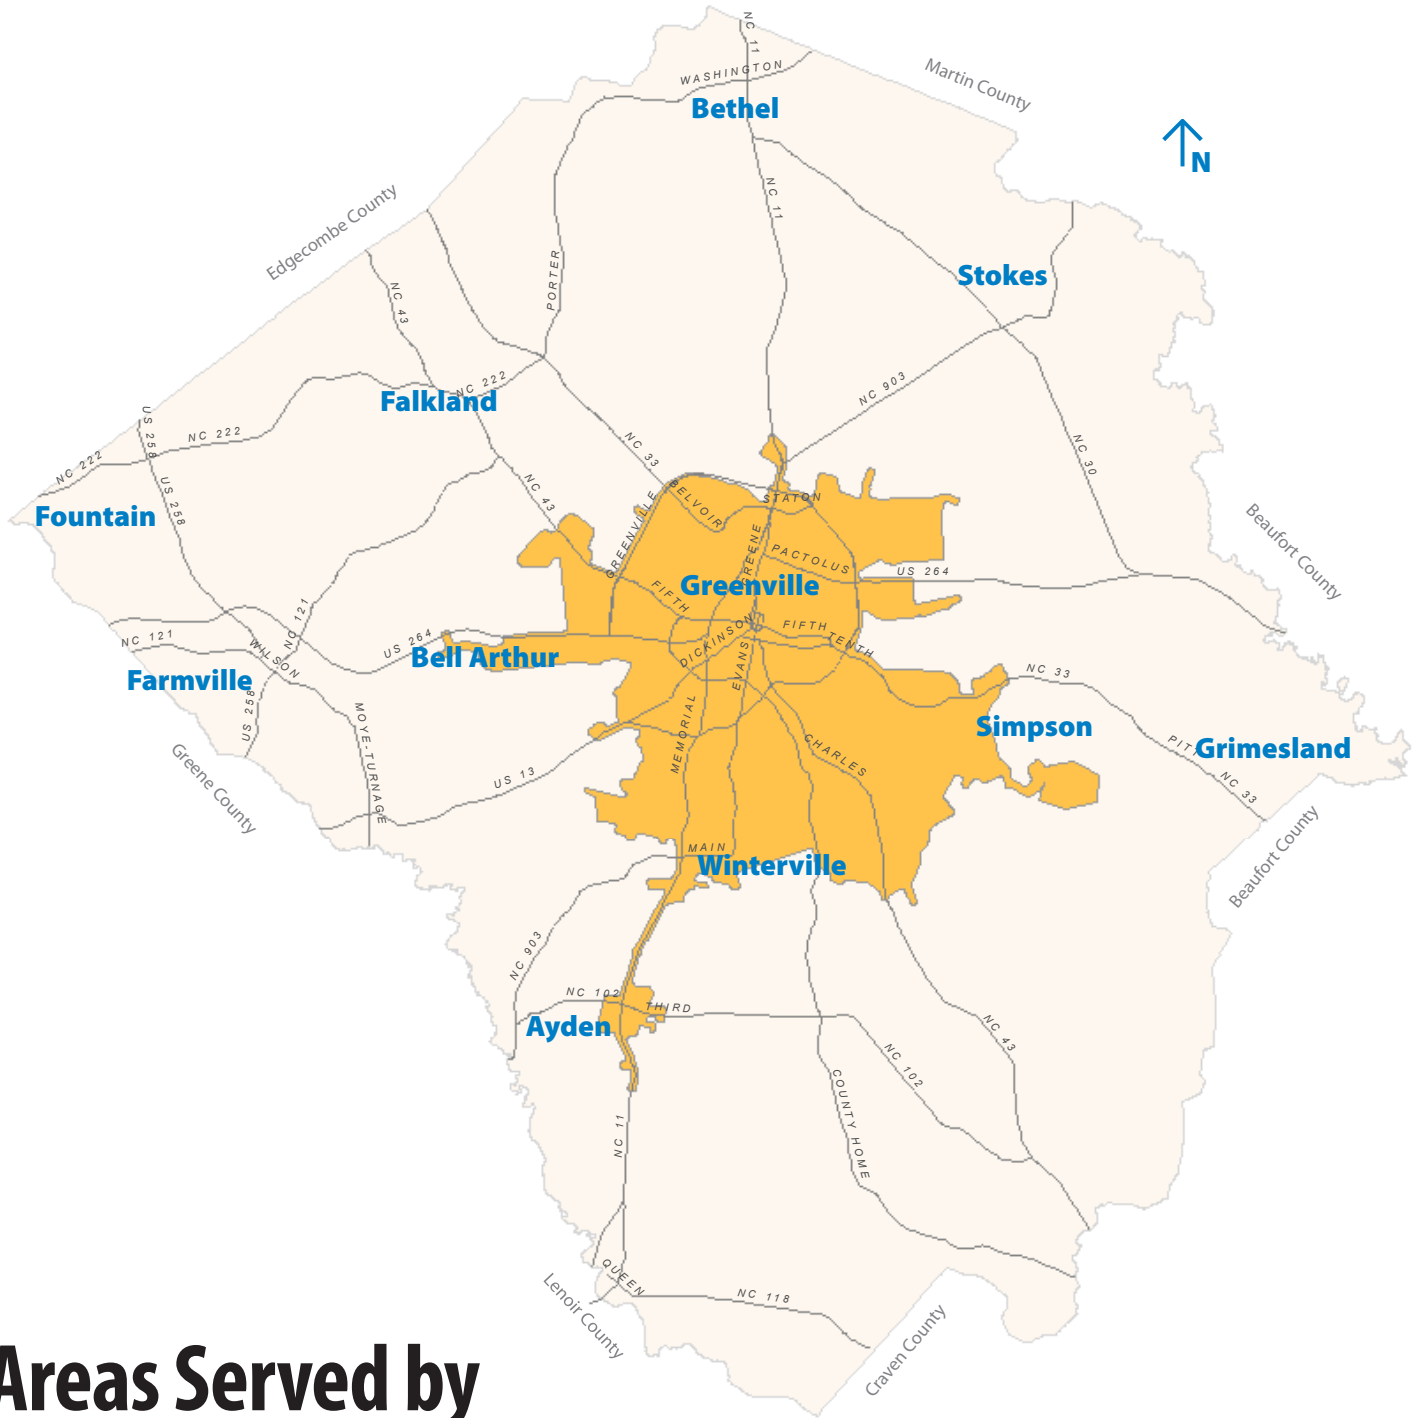 NC 11
WASHINGTON
Bethel
Martin County
N
NC 11
Edgecombe County
PORTER
Stokes
NC 43
NC 222
Falkland
NC 903
US 258
NC 222
NC 222
NC 33
NC 30
US 258
NC 43
Fountain
GREENVILLE
BELVOIR
STATON
Beaufort County
GREENE
PACTOLUS
US 264
Greenville
FIFTH
NC 121
NC 121
US 264
WILSON
Bell Arthur
DICKINSON
FIFTH
TENTH
EVANS
NC 33
Farmville
US 258
MOYE-TURNAGE
MEMORIAL
CHARLES
Simpson
PITT
Grimesland
NC 33
Greene County
US 13
MAIN
Winterville
Beaufort County
NC 903
NC 102
THIRD
Ayden
NC 43
NC 102
COUNTY HOME
NC 11
QUEEN
NC 118
Lenoir County
Craven County
Areas Served by